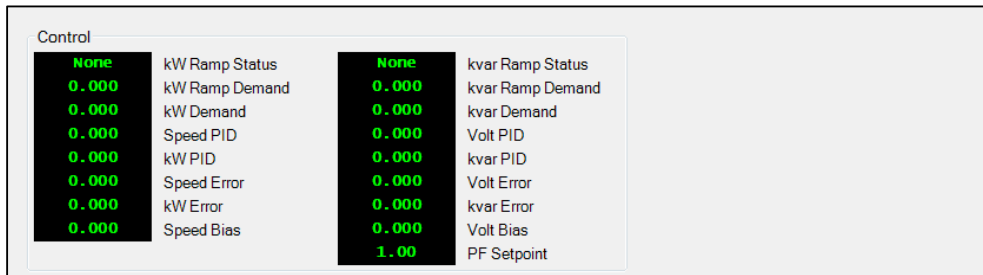 Control
None kW Ramp Status None kvar Ramp Status
0.000 kW Ramp Demand 0.000 kvar Ramp Demand
0.000 kW Demand 0.000 kvar Demand
0.000 Speed PID 0.000 Volt PID
0.000 kW PID 0.000 kvar PID
0.000 Speed Error 0.000 Volt Error
0.000 kW Error 0.000 kvar Error
0.000 Speed Bias 0.000 Volt Bias
1.00 PF Setpoint